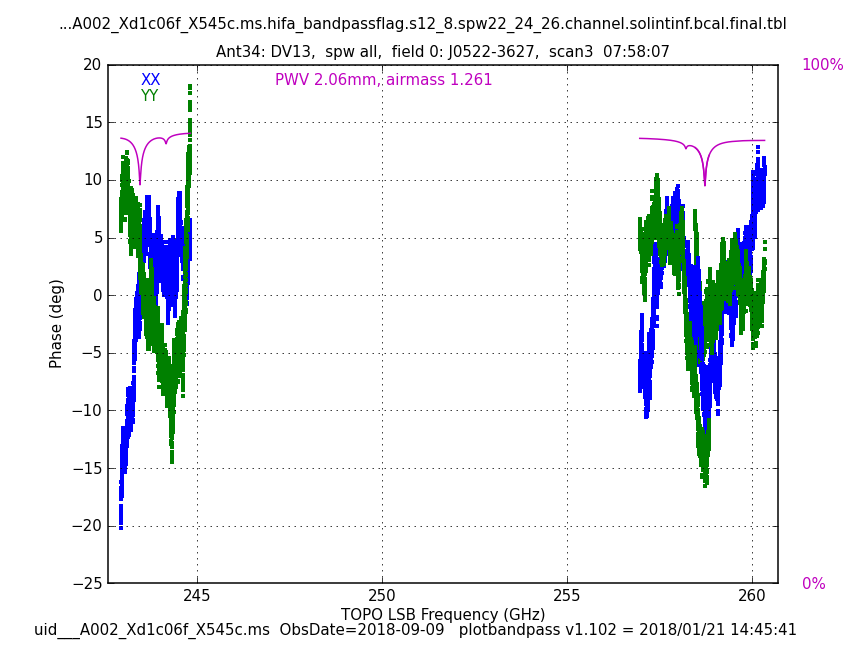 ...A002_Xd1c06f_X545c.ms.hifa_bandpassflag.s12_8.spw22_24_26.channel.solintinf.bcal.final.tbl
Ant34: DV13,  spw all,  field 0: J0522-3627,  scan3  07:58:07
20
XX
PWV 2.06mm, airmass 1.261
100%
YY
15
10
5
0
Phase (deg)
−5
−10
−15
−20
−25
0%
245
250
255
260
TOPO LSB Frequency (GHz)
uid___A002_Xd1c06f_X545c.ms  ObsDate=2018-09-09   plotbandpass v1.102 = 2018/01/21 14:45:41